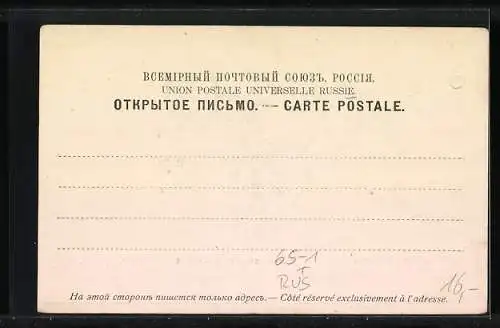 ВСЕМІРНЫЙ ПОЧТОВЫЙ СОЮЗЪ. РОССІЯ.
UNION POSTALE UNIVERSELLE RUSSIE.
ОТКРЫТОЕ ПИСЬМО. — CARTE POSTALE.
65-1
RUS
16,-
На этой сторонѣ пишется только адресъ. — Côté réservé exclusivement à l'adresse.